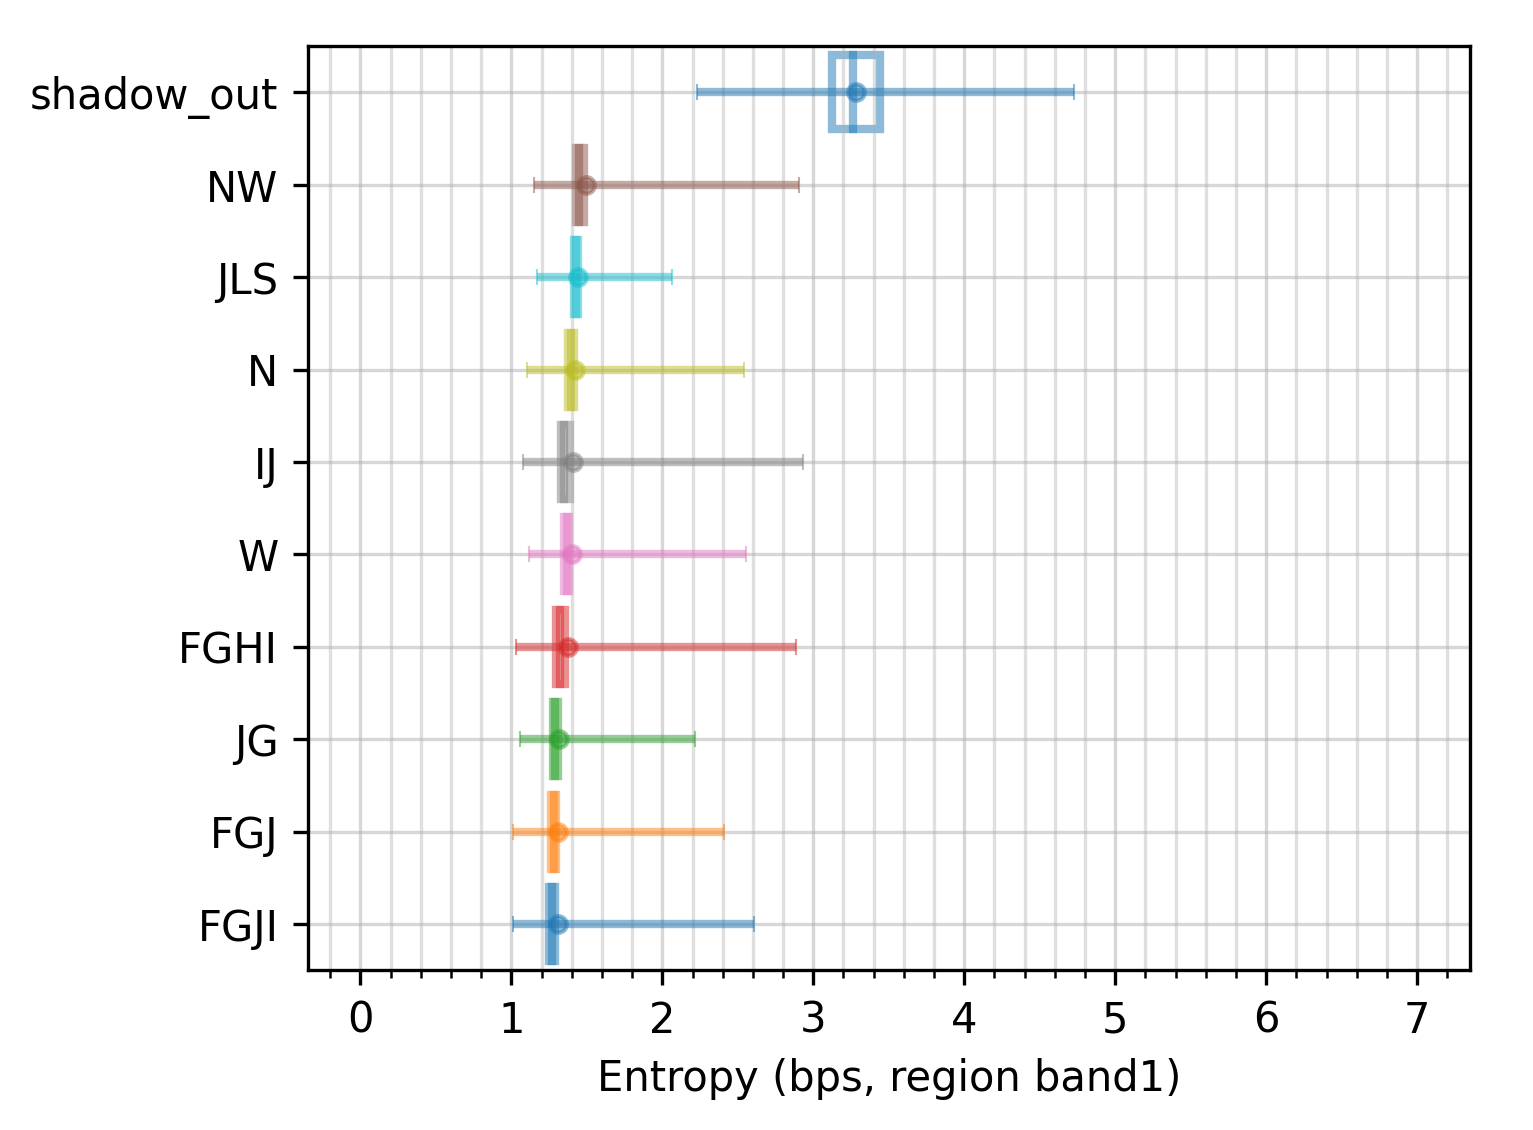 shadow_out
NW
JLS
N
IJ
W
FGHI
JG
FGJ
FGJI
0 1 2 3 4 5 6 7
Entropy (bps, region band1)